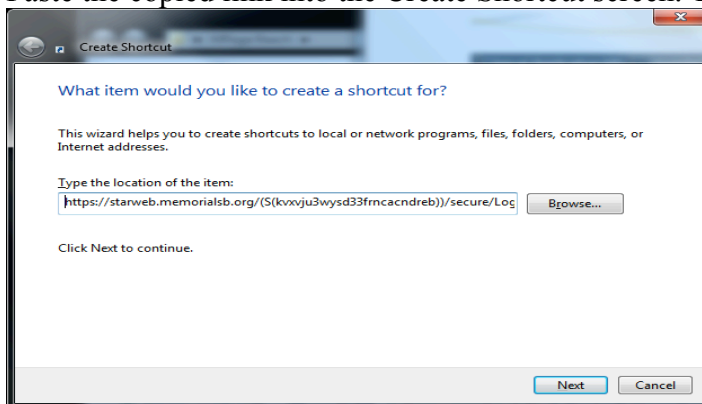 Paste the copied link into the Create Shortcut screen.
Create Shortcut
What item would you like to create a shortcut for?
This wizard helps you to create shortcuts to local or network programs, files, folders, computers, or
Internet addresses.
Type the location of the item:
https://starweb.memorialsb.org/(S(kvxvju3wysd33frncacndreb))/secure/Log
Browse...
Click Next to continue.
Next Cancel